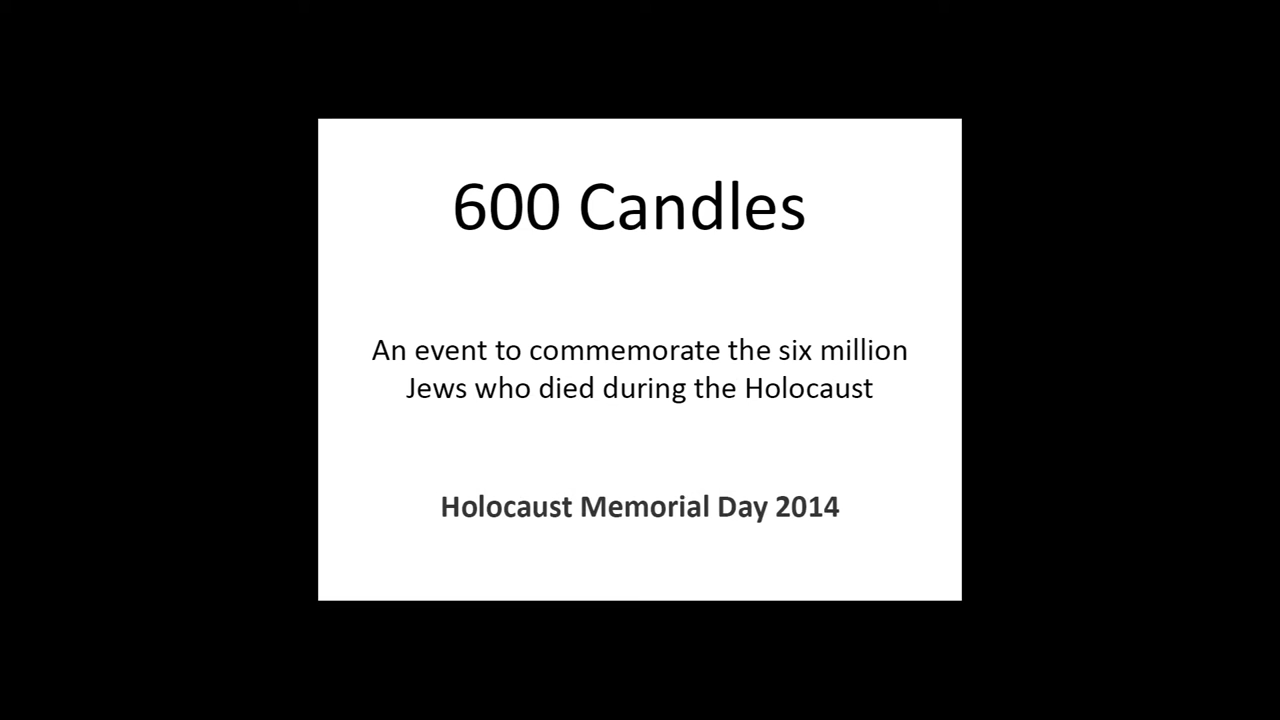 600 Candles
An event to commemorate the six million
Jews who died during the Holocaust
Holocaust Memorial Day 2014